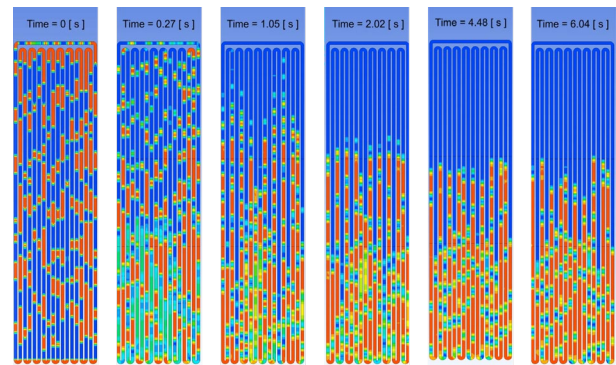 Time = 0 [ s ]
Time = 0.27 [ s ]
Time = 1.05 [ s ]
Time = 2.02 [ s ]
Time = 4.48 [ s ]
Time = 6.04 [ s ]